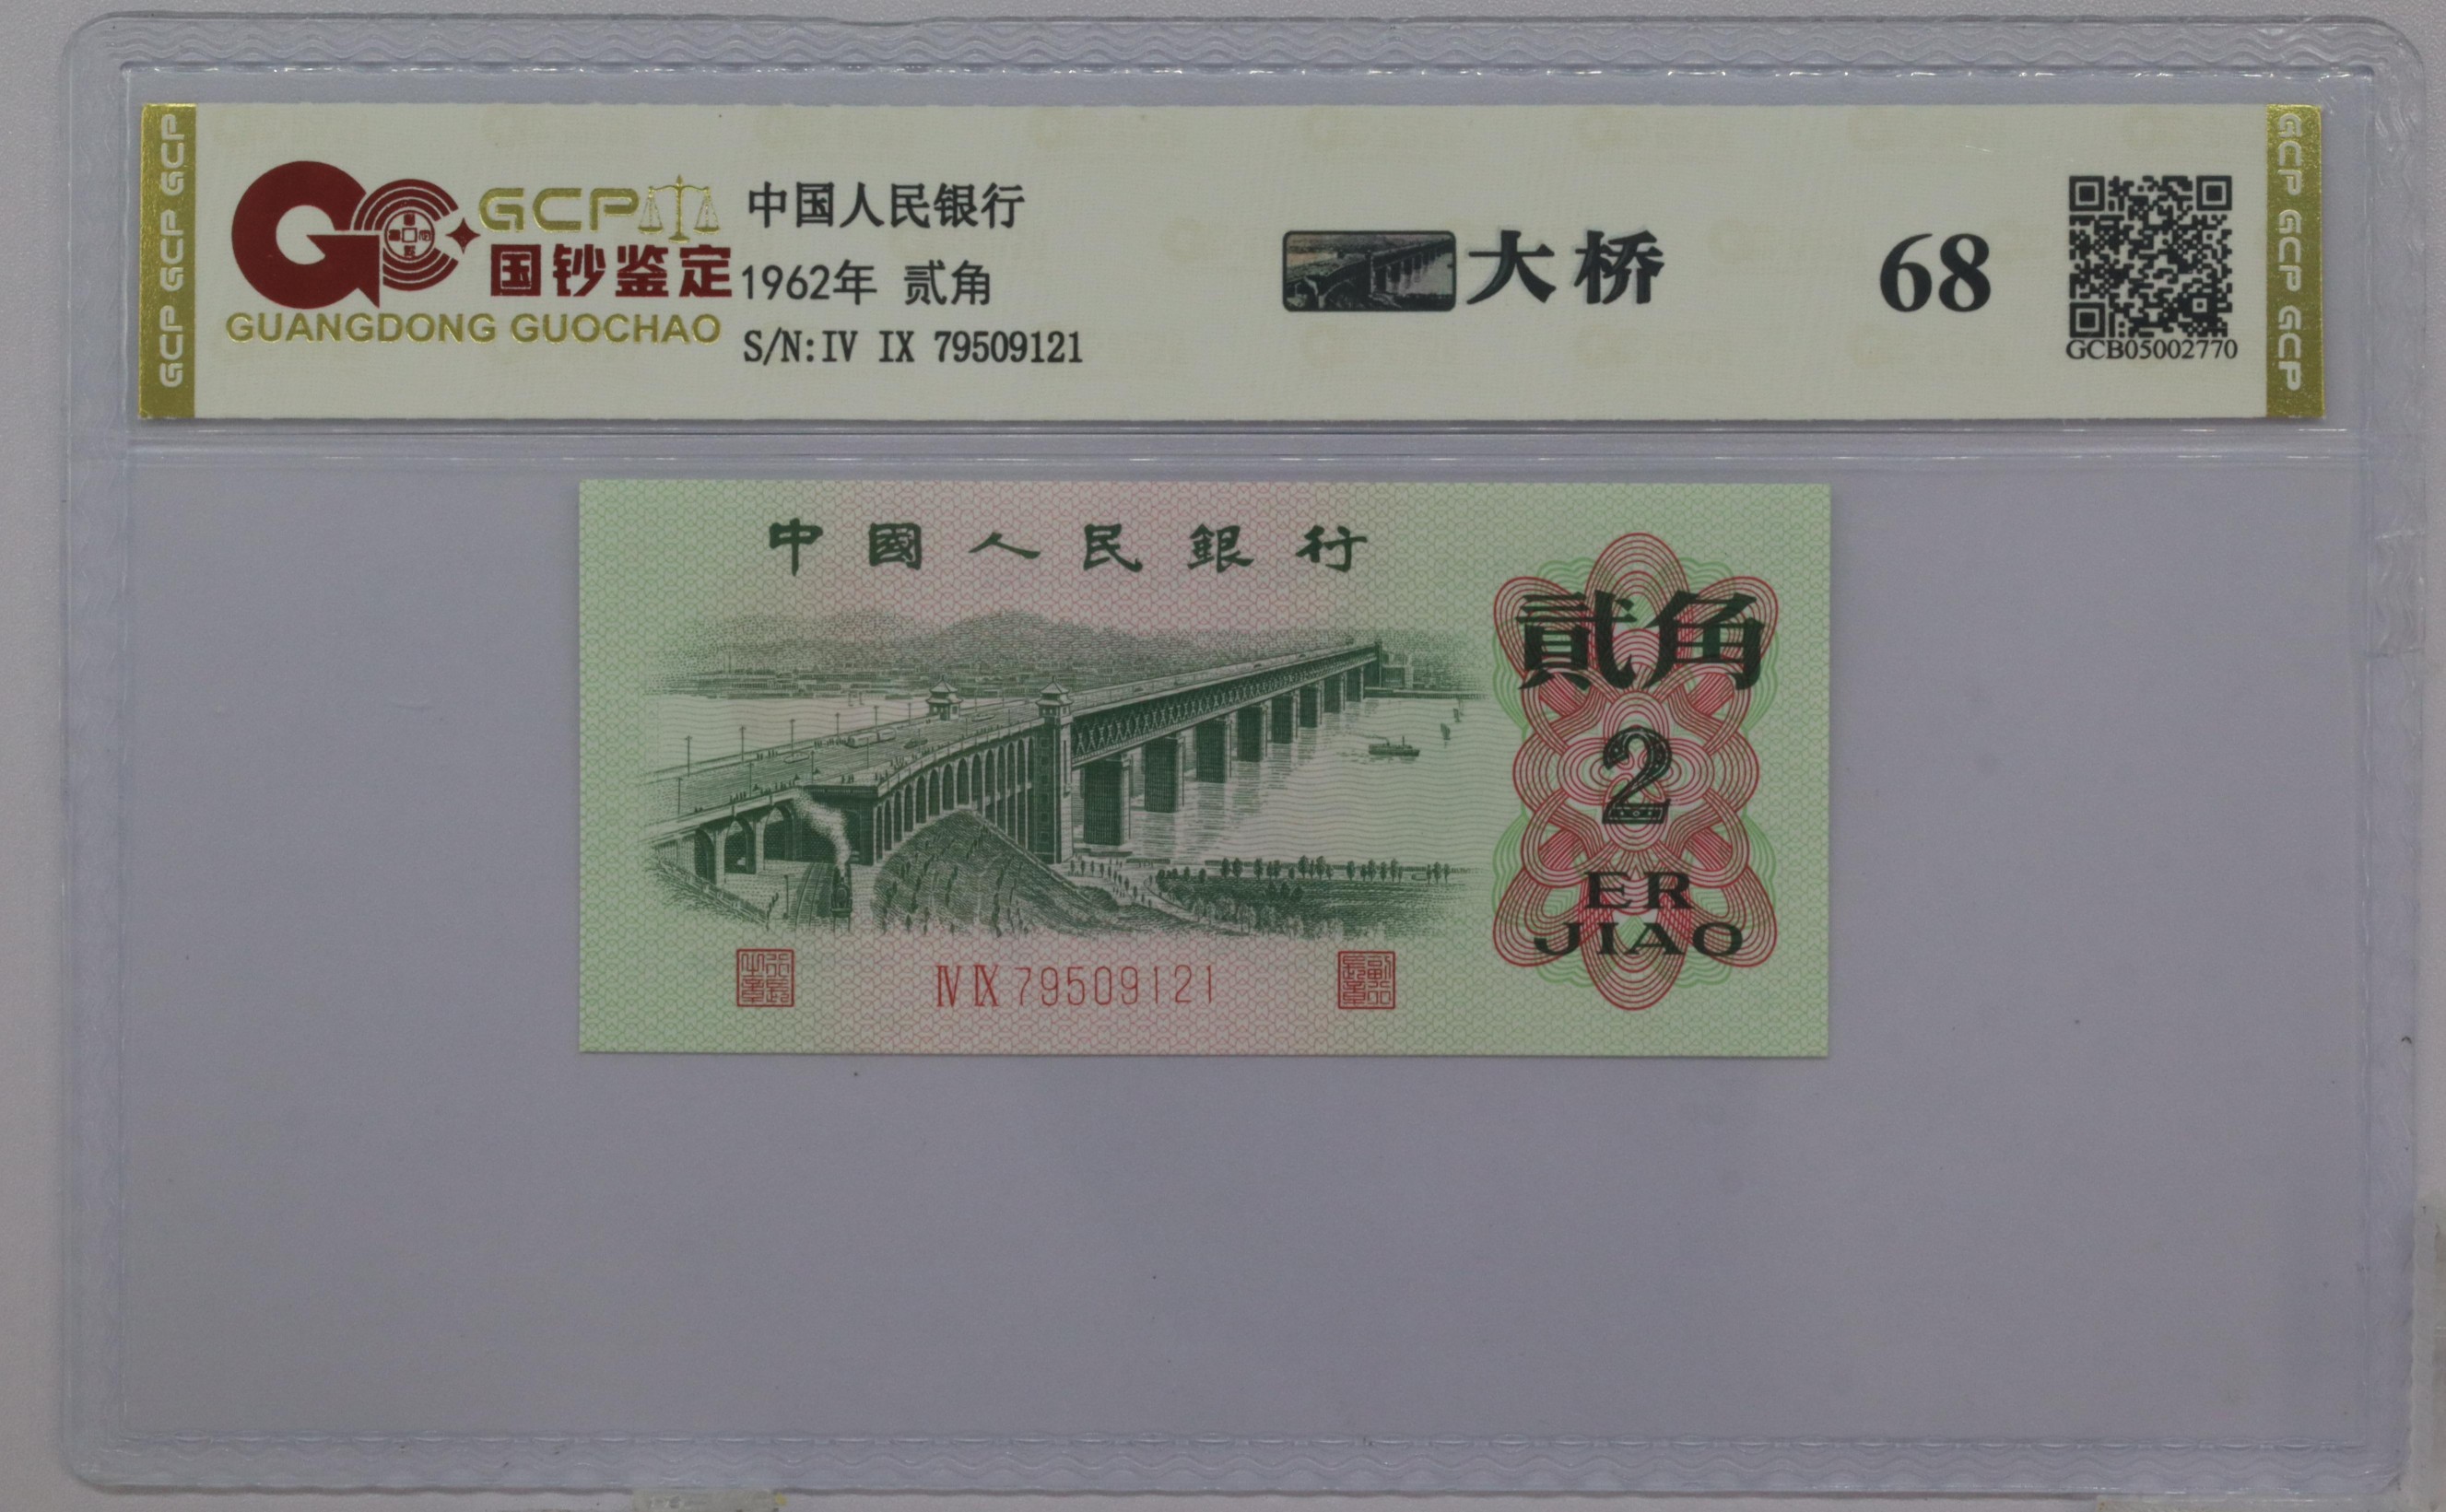 GCP GCP GCP
GCP
国钞鉴定
GUANGDONG GUOCHAO
中国人民银行
1962年 贰角
S/N:IV IX 79509121
大桥
68
GCB05002770
GCP GCP GCP
中國人民銀行
貳角
2
ER
JIAO
IV IX 79509121